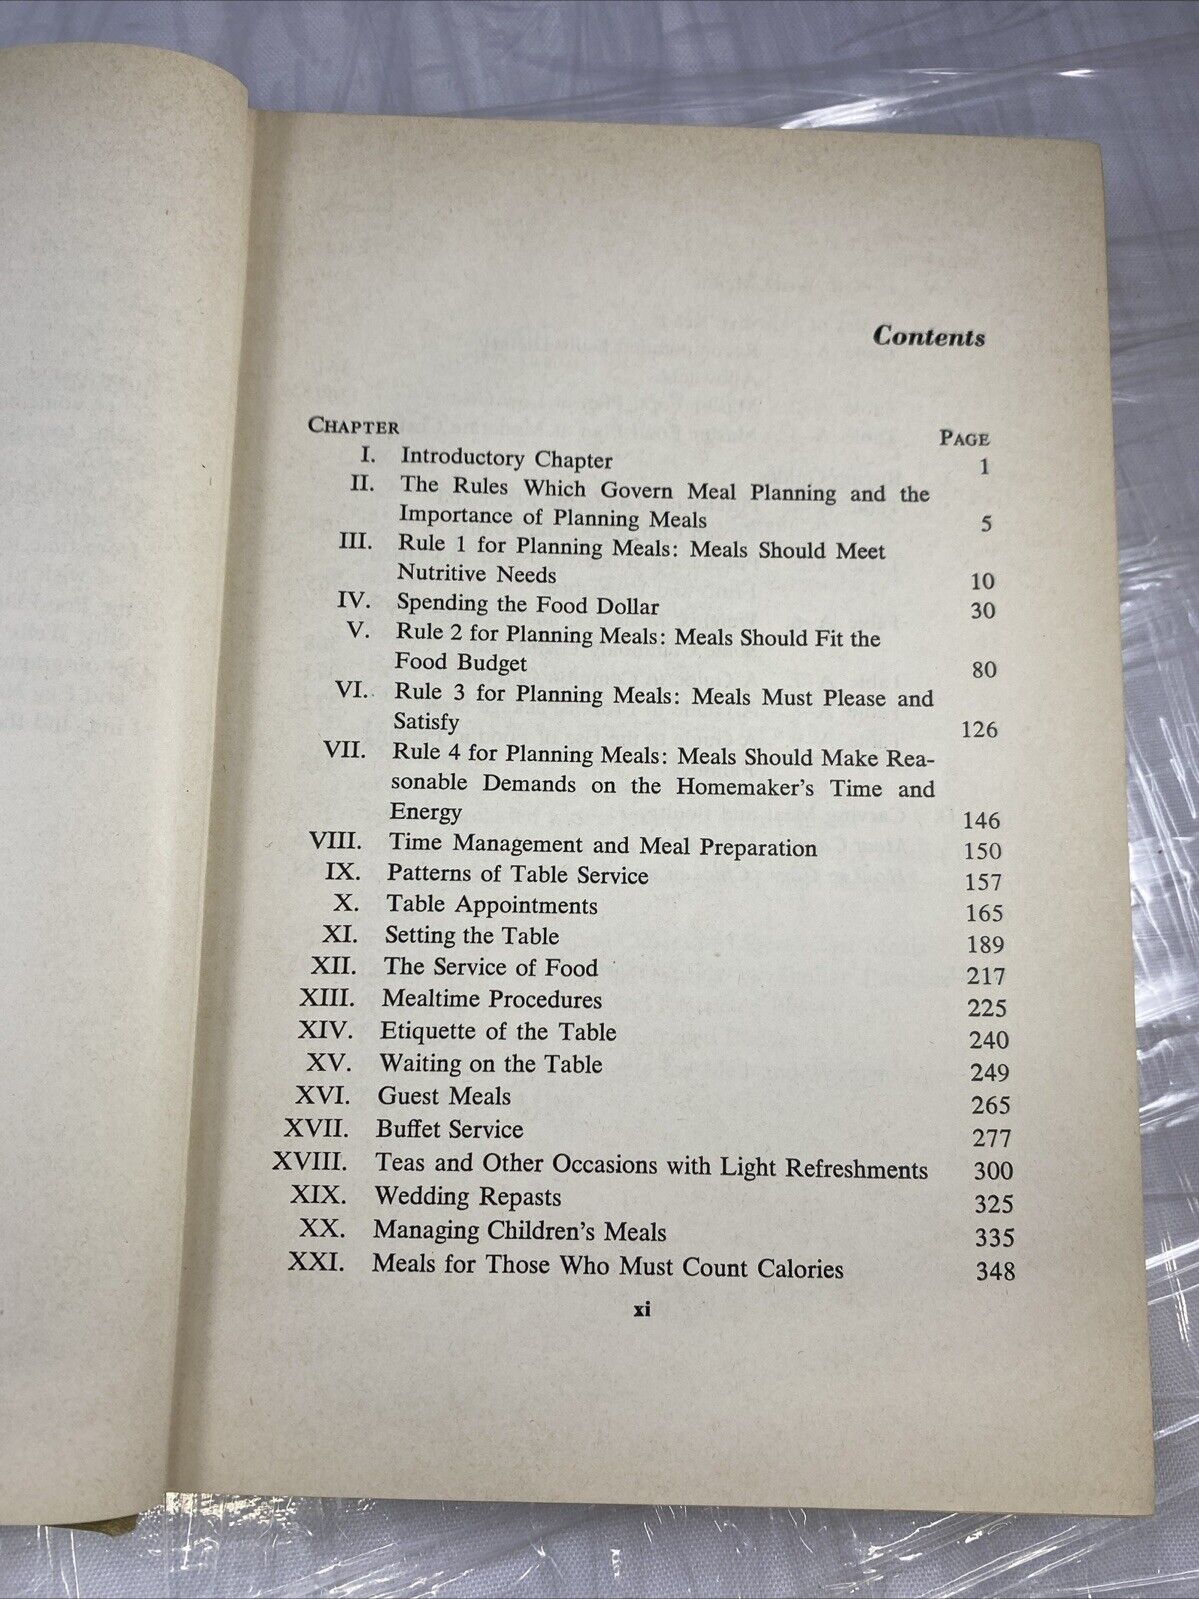 Contents
CHAPTER PAGE
I. Introductory Chapter 1
II. The Rules Which Govern Meal Planning and the
Importance of Planning Meals 5
III. Rule 1 for Planning Meals: Meals Should Meet
Nutritive Needs 10
IV. Spending the Food Dollar 30
V. Rule 2 for Planning Meals: Meals Should Fit the
Food Budget 80
VI. Rule 3 for Planning Meals: Meals Must Please and
Satisfy 126
VII. Rule 4 for Planning Meals: Meals Should Make Rea-
sonable Demands on the Homemaker's Time and
Energy 146
VIII. Time Management and Meal Preparation 150
IX. Patterns of Table Service 157
X. Table Appointments 165
XI. Setting the Table 189
XII. The Service of Food 217
XIII. Mealtime Procedures 225
XIV. Etiquette of the Table 240
XV. Waiting on the Table 249
XVI. Guest Meals 265
XVII. Buffet Service 277
XVIII. Teas and Other Occasions with Light Refreshments 300
XIX. Wedding Repasts 325
XX. Managing Children's Meals 335
XXI. Meals for Those Who Must Count Calories 348
xi